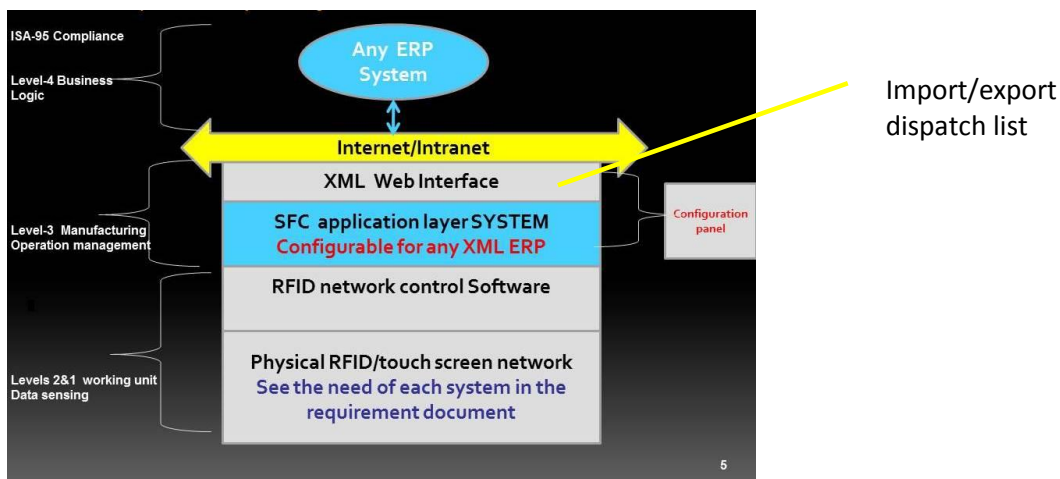 ISA-95 Compliance
Level-4 Business
Logic
Any ERP
System
Internet/Intranet
XML Web Interface
SFC application layer SYSTEM
Configurable for any XML ERP
Level-3 Manufacturing
Operation management
Configuration
panel
RFID network control Software
Physical RFID/touch screen network
See the need of each system in the
requirement document
Levels 2&1 working unit
Data sensing
5
Import/export
dispatch list